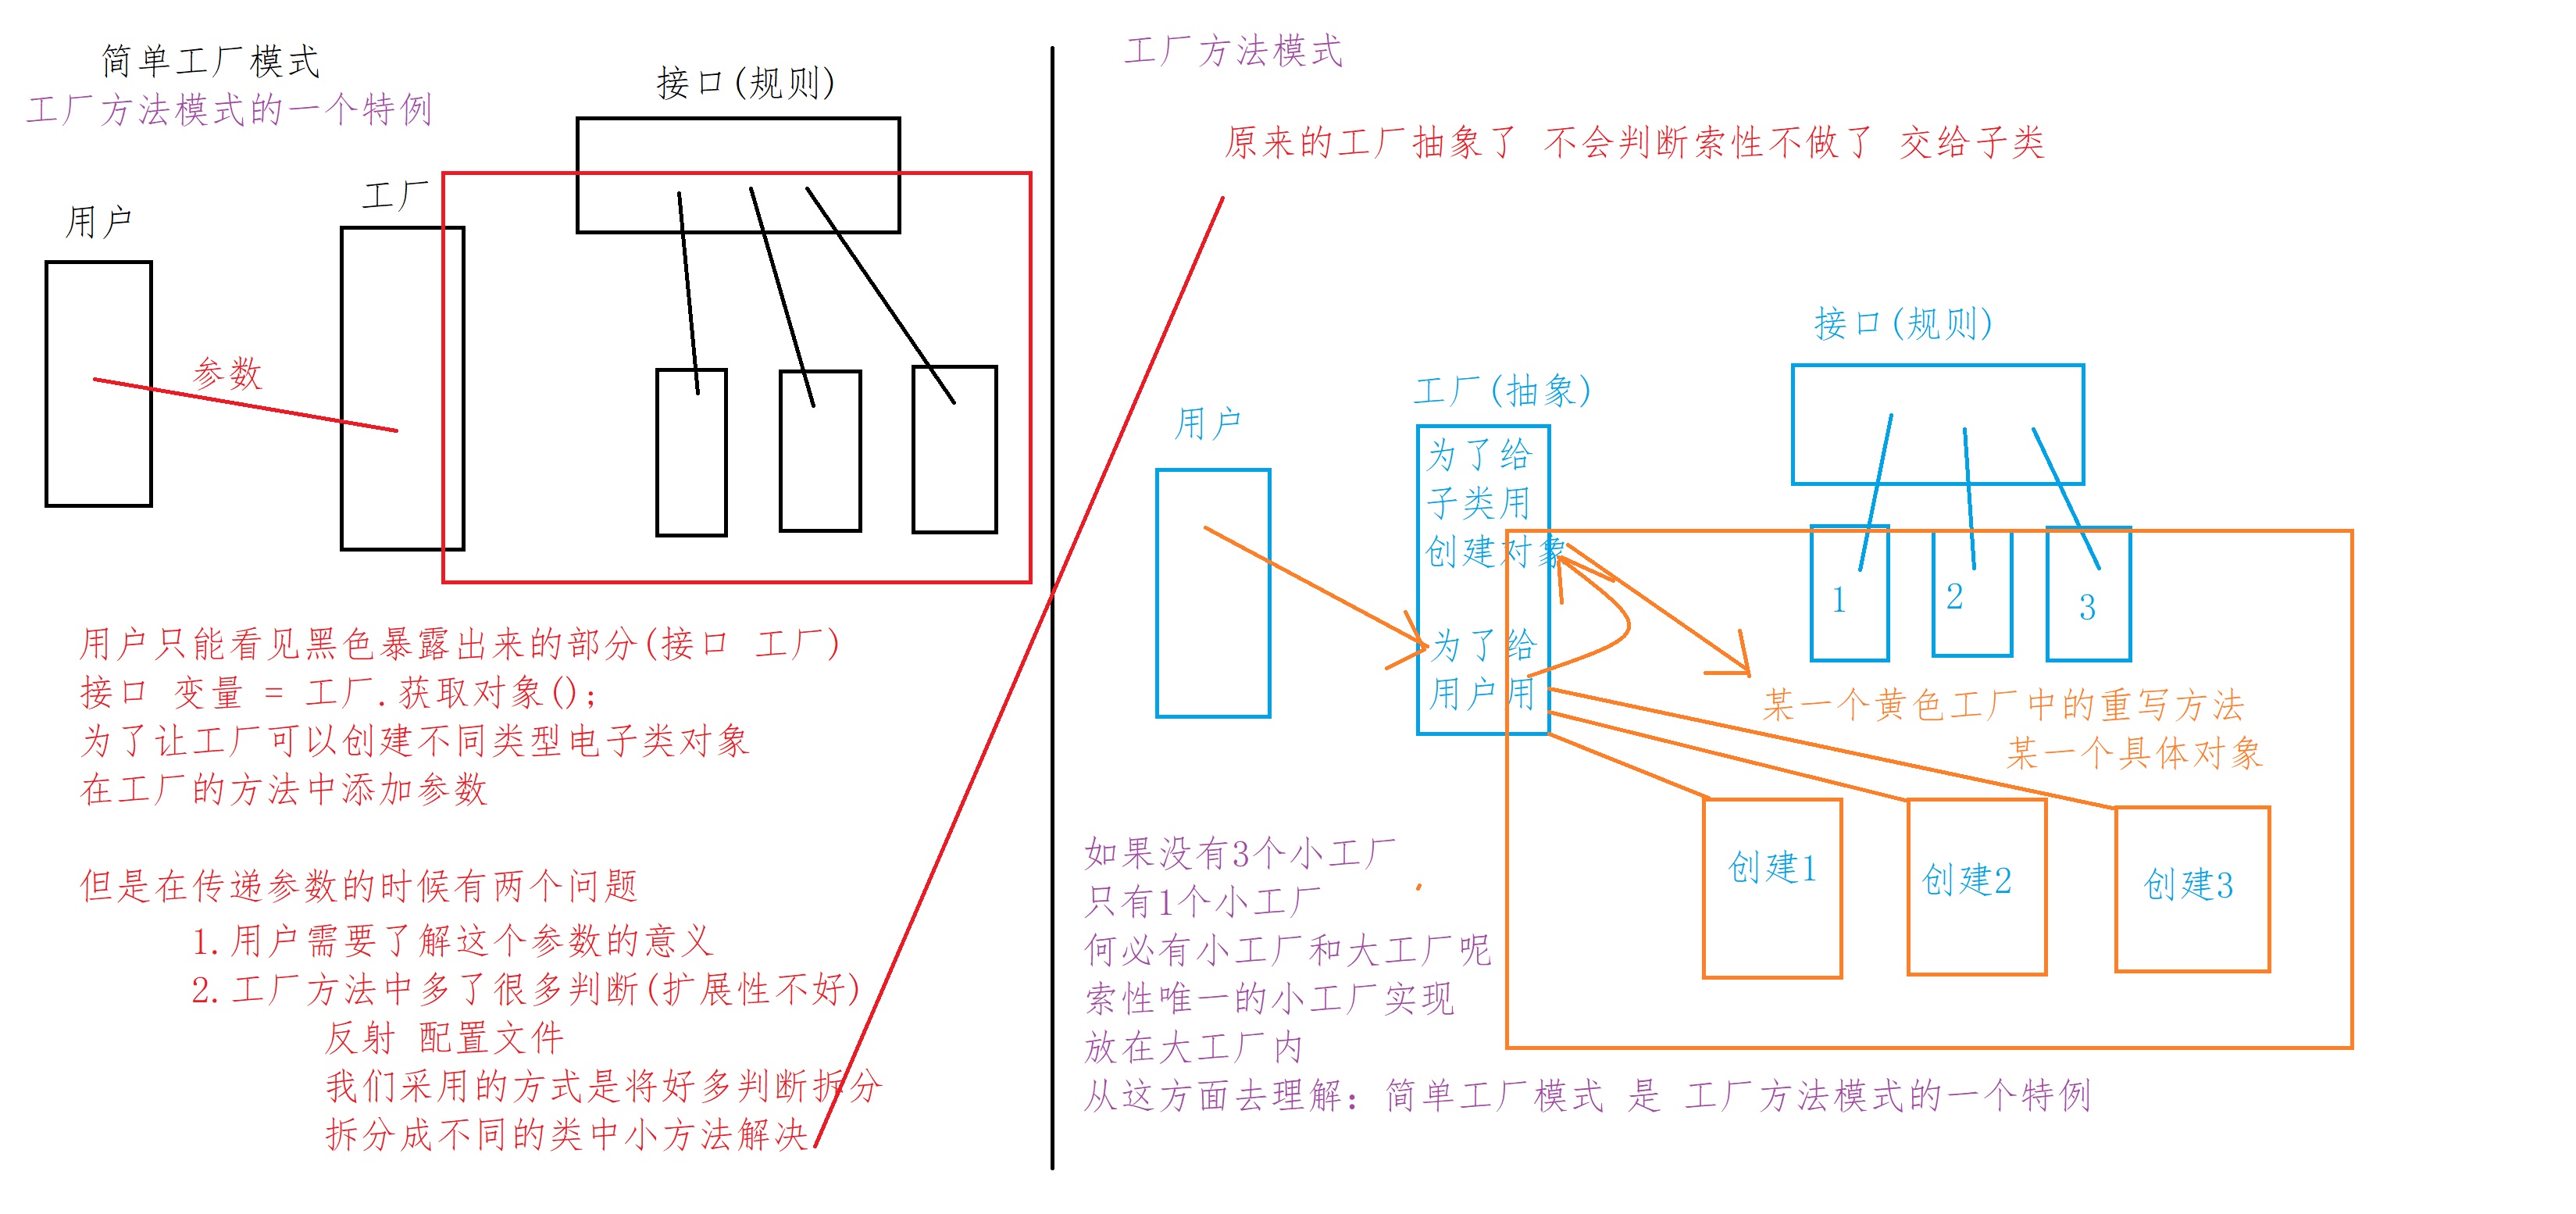 简单工厂模式
工厂方法模式的一个特例
接口(规则)
工厂
用户
参数
用户只能看见黑色暴露出来的部分(接口 工厂)
接口 变量 = 工厂.获取对象();
为了让工厂可以创建不同类型电子类对象
在工厂的方法中添加参数
但是在传递参数的时候有两个问题
1.用户需要了解这个参数的意义
2.工厂方法中多了很多判断(扩展性不好)
反射 配置文件
我们采用的方式是将好多判断拆分
拆分成不同的类中小方法解决
工厂方法模式
原来的工厂抽象了 不会判断索性不做了 交给子类
接口(规则)
工厂(抽象)
用户
为了给
子类用
创建对象
为了给
用户用
1
2
3
某一个黄色工厂中的重写方法
某一个具体对象
创建1
创建2
创建3
如果没有3个小工厂
只有1个小工厂
何必有小工厂和大工厂呢
索性唯一的小工厂实现
放在大工厂内
从这方面去理解：简单工厂模式 是 工厂方法模式的一个特例